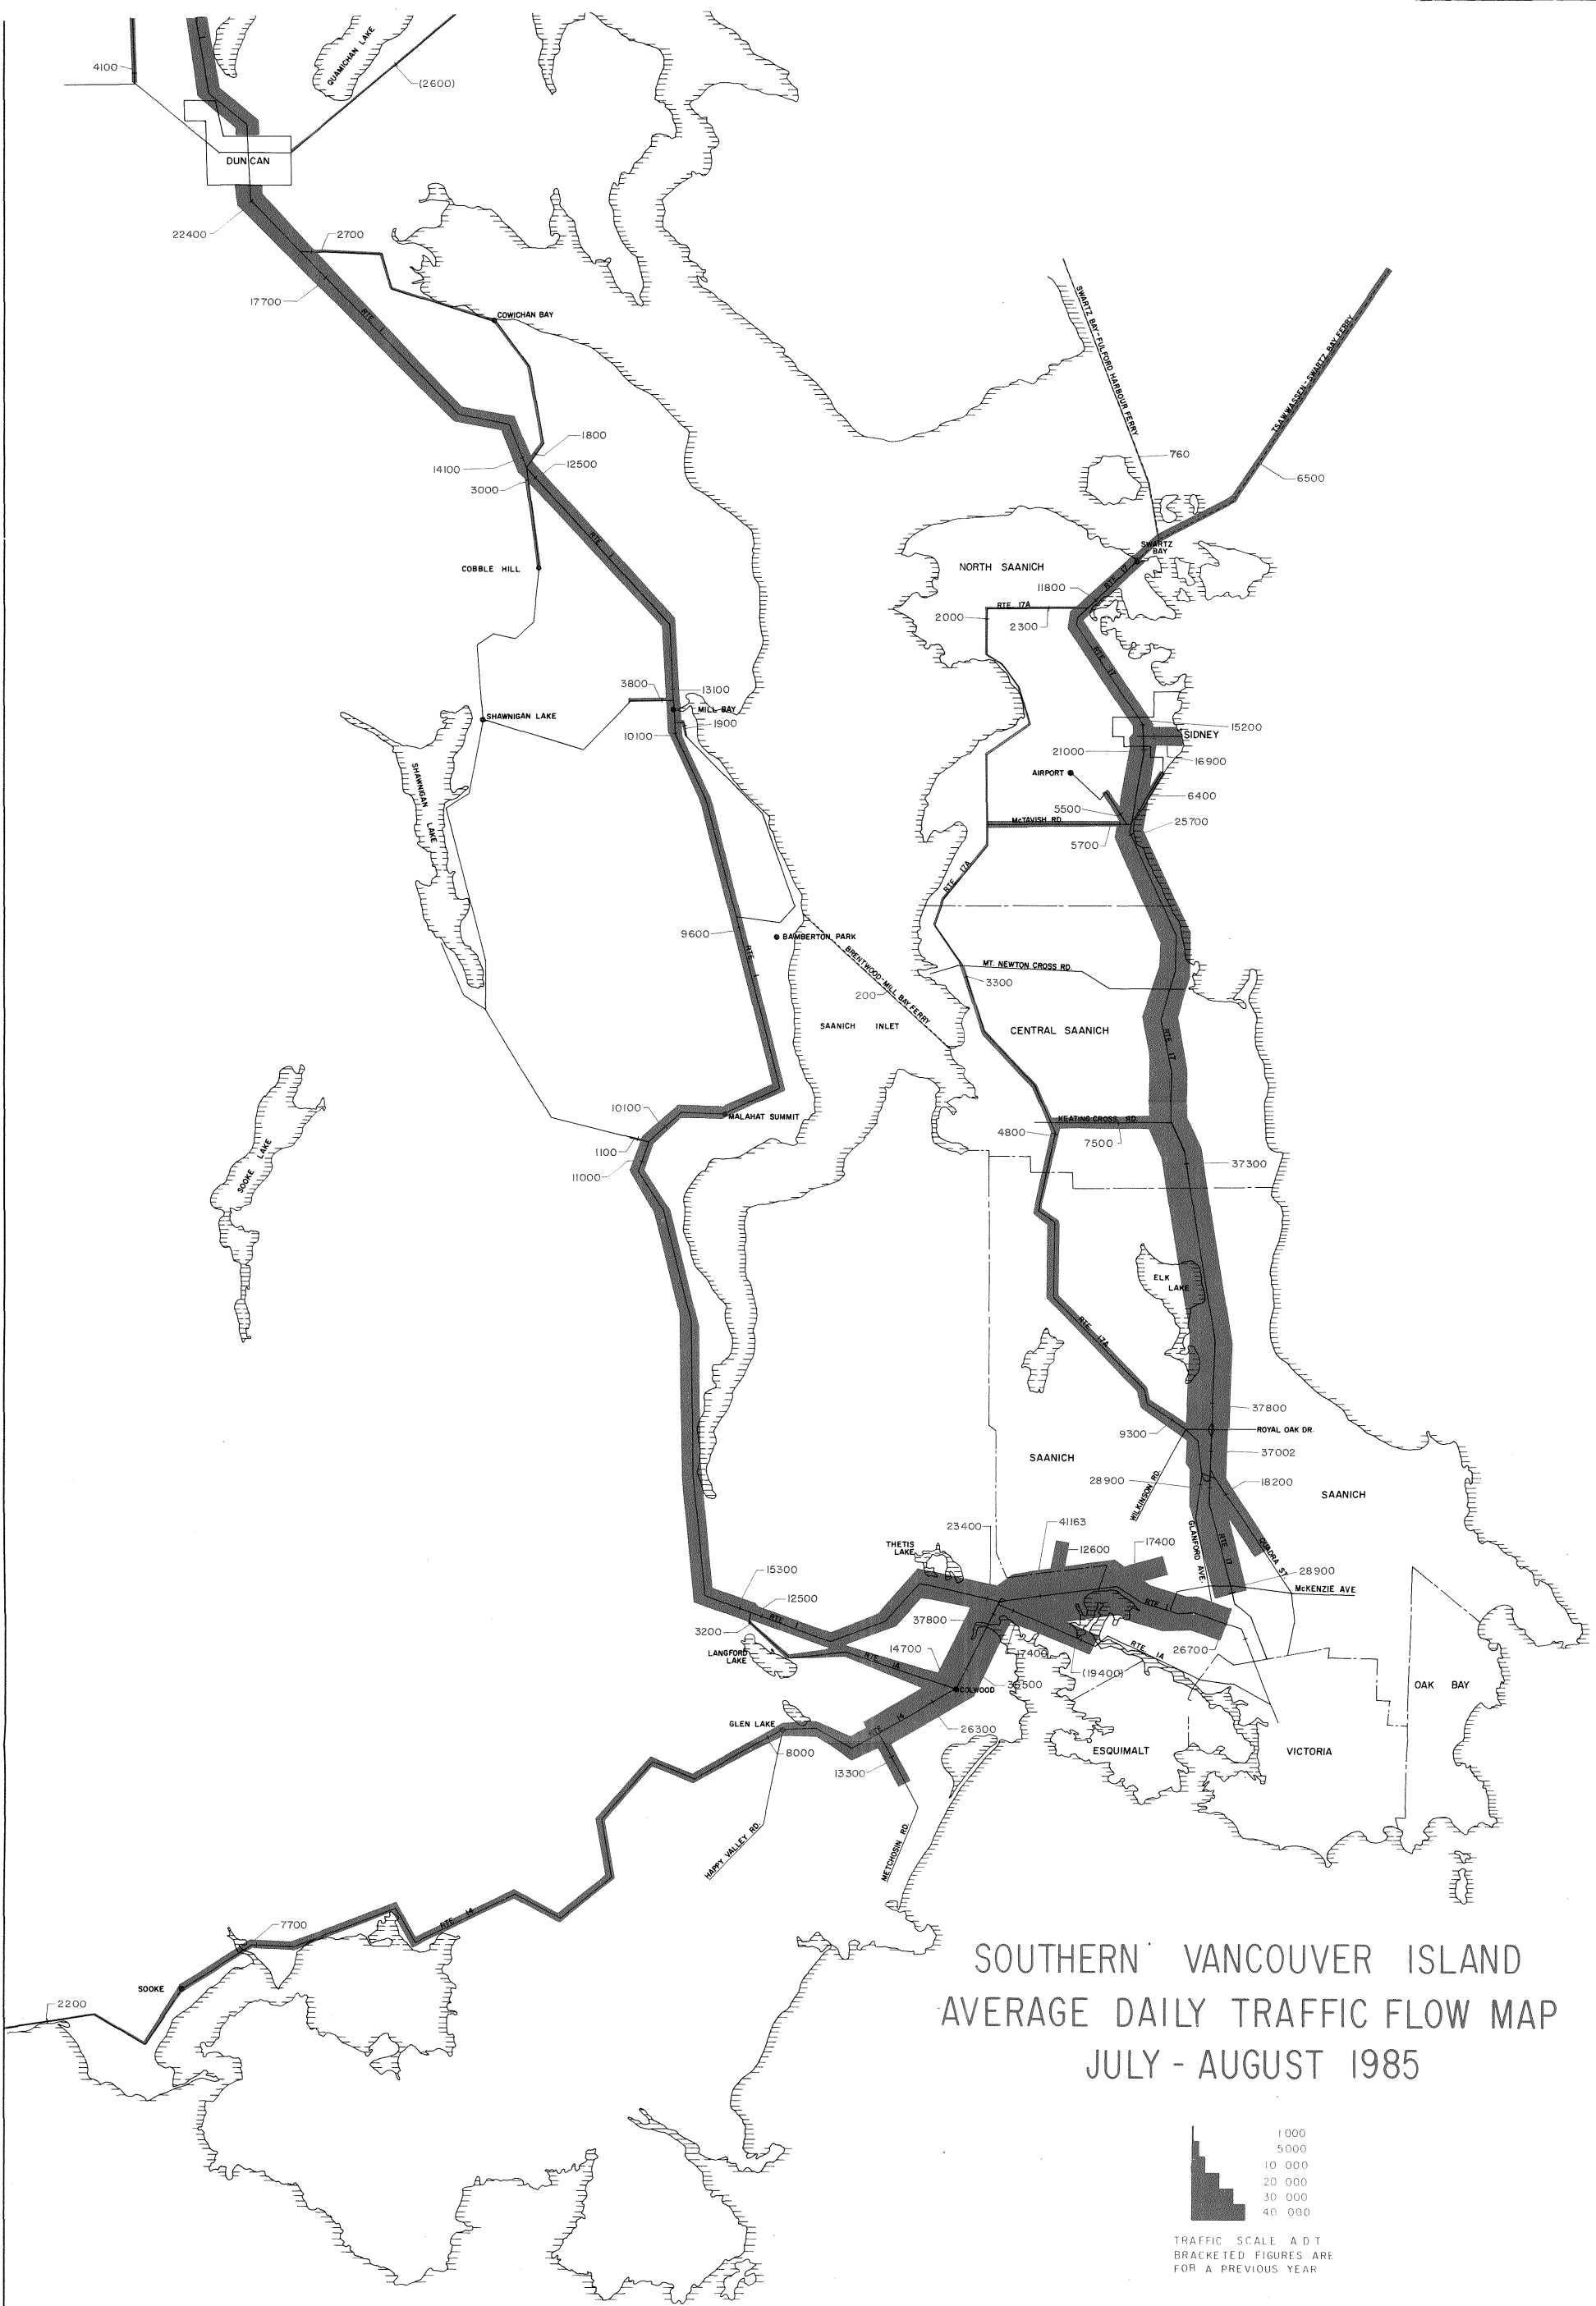 QUAMICHAN LAKE
4100
(2600)
DUNCAN
22400
2700
17700
RTE 1
COWICHAN BAY
SWARTZ BAY-FULFORD HARBOUR FERRY
TSAWWASSEN-SWARTZ BAY FERRY
1800
14100
12500
3000
760
6500
RTE 1
SWARTZ
BAY
COBBLE HILL
NORTH SAANICH
RTE 17
11800
RTE 17A
2000
2300
RTE 17
3800
13100
MILL BAY
SHAWNIGAN LAKE
1900
10100
15200
SIDNEY
21000
16900
AIRPORT
SHAWNIGAN
LAKE
6400
5500
McTAVISH RD.
25700
5700
RTE 17A
9600
BAMBERTON PARK
RTE 1
BRENTWOOD-MILL BAY FERRY
200
MT. NEWTON CROSS RD.
3300
SAANICH INLET
CENTRAL SAANICH
RTE 17
10100
MALAHAT SUMMIT
KEATING CROSS RD.
4800
7500
1100
11000
37300
SOOKE LAKE
ELK
LAKE
RTE 17A
37800
9300
ROYAL OAK DR.
37002
SAANICH
28900
18200
WILKINSON RD.
SAANICH
GLANFORD AVE.
RTE 17
QUADRA ST.
23400
41163
THETIS
LAKE
12600
17400
28900
McKENZIE AVE
15300
12500
RTE 1
RTE 1
3200
37800
26700
LANGFORD
LAKE
14700
RTE 1A
17400
RTE 1A
(19400)
COLWOOD
OAK BAY
GLEN LAKE
RTE 14
26300
8000
13300
ESQUIMALT
VICTORIA
HAPPY VALLEY RD.
METCHOSIN RD.
RTE 14
7700
SOOKE
2200
SOUTHERN VANCOUVER ISLAND
AVERAGE DAILY TRAFFIC FLOW MAP
JULY - AUGUST 1985
1 000
5000
10 000
20 000
30 000
40 000
TRAFFIC SCALE A D T
BRACKETED FIGURES ARE
FOR A PREVIOUS YEAR